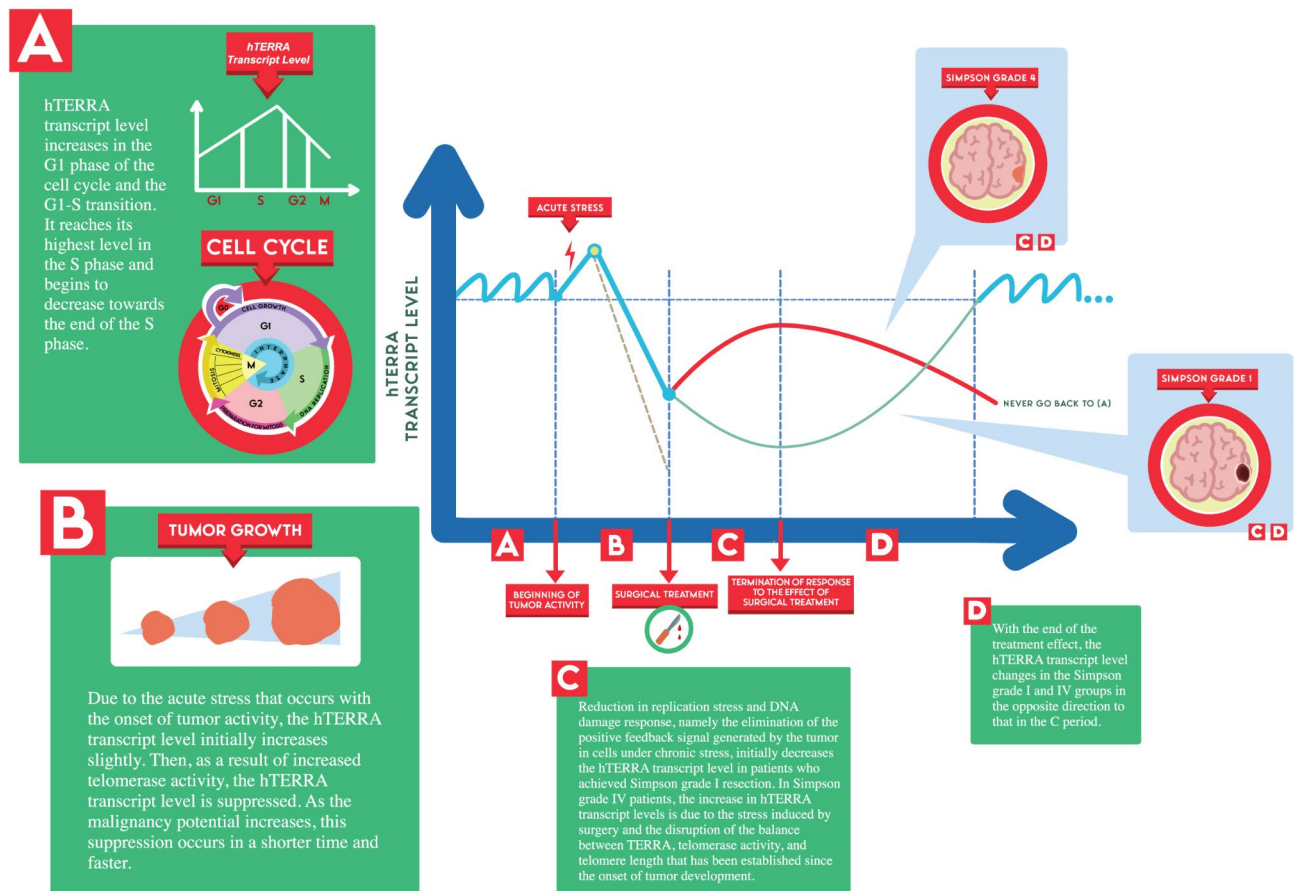 A
hTERRA
Transcript Level
hTERRA
transcript level
increases in the
G1 phase of the
cell cycle and the
G1-S transition.
It reaches its
highest level in
the S phase and
begins to
decrease towards
the end of the S
phase.
G1 S G2 M
CELL CYCLE
G0
CELL GROWTH
G1
INTERPHASE
M
S
G2
CYTOKINESIS
MITOSIS
DNA REPLICATION
PREPARATION FOR MITOSIS
B
TUMOR GROWTH
Due to the acute stress that occurs with
the onset of tumor activity, the hTERRA
transcript level initially increases
slightly. Then, as a result of increased
telomerase activity, the hTERRA
transcript level is suppressed. As the
malignancy potential increases, this
suppression occurs in a shorter time and
faster.
hTERRA
TRANSCRIPT LEVEL
ACUTE STRESS
SIMPSON GRADE 4
C D
NEVER GO BACK TO (A)
SIMPSON GRADE 1
C D
A B C D
BEGINNING OF
TUMOR ACTIVITY
SURGICAL TREATMENT
TERMINATION OF RESPONSE
TO THE EFFECT OF
SURGICAL TREATMENT
C
Reduction in replication stress and DNA
damage response, namely the elimination of the
positive feedback signal generated by the tumor
in cells under chronic stress, initially decreases
the hTERRA transcript level in patients who
achieved Simpson grade I resection. In Simpson
grade IV patients, the increase in hTERRA
transcript levels is due to the stress induced by
surgery and the disruption of the balance
between TERRA, telomerase activity, and
telomere length that has been established since
the onset of tumor development.
D
With the end of the
treatment effect, the
hTERRA transcript level
changes in the Simpson
grade I and IV groups in
the opposite direction to
that in the C period.